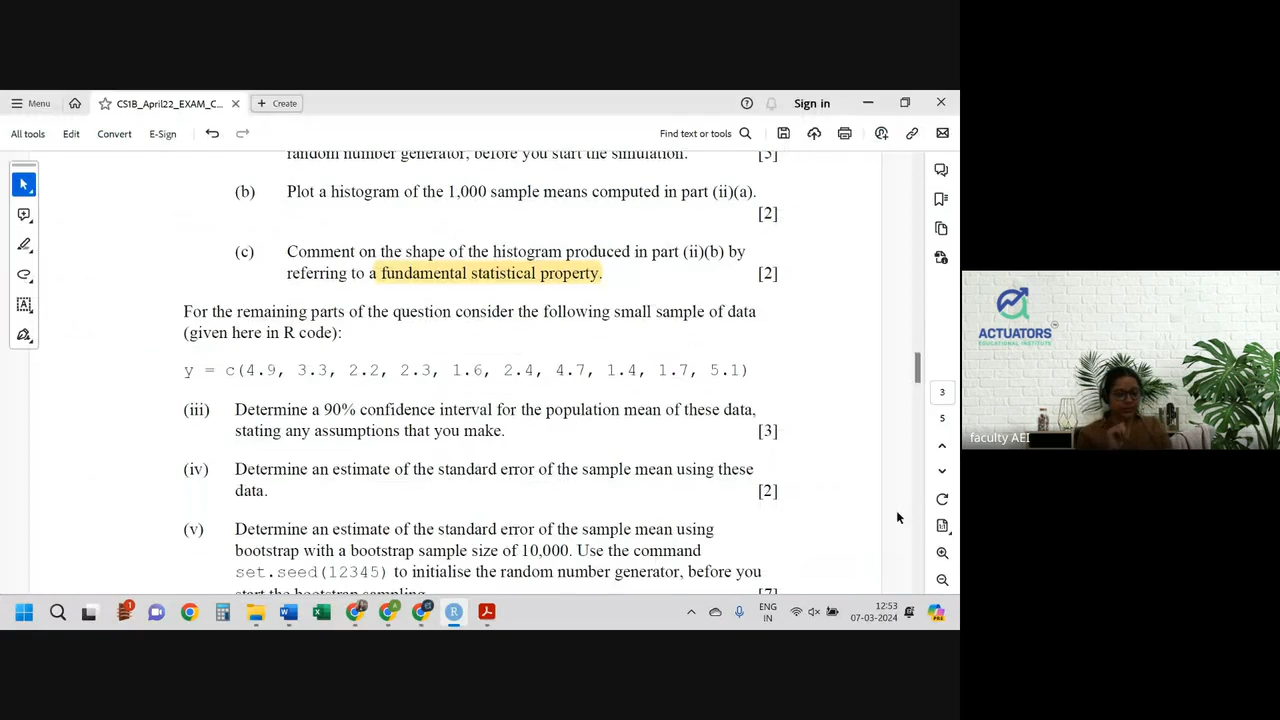 Menu
CS1B_April22_EXAM_C...
Create
Sign in
All tools
Edit
Convert
E-Sign
Find text or tools
random number generator, before you start the simulation. [5]
(b) Plot a histogram of the 1,000 sample means computed in part (ii)(a).
[2]
(c) Comment on the shape of the histogram produced in part (ii)(b) by
referring to a fundamental statistical property. [2]
For the remaining parts of the question consider the following small sample of data
(given here in R code):
y = c(4.9, 3.3, 2.2, 2.3, 1.6, 2.4, 4.7, 1.4, 1.7, 5.1)
(iii) Determine a 90% confidence interval for the population mean of these data,
stating any assumptions that you make. [3]
(iv) Determine an estimate of the standard error of the sample mean using these
data. [2]
(v) Determine an estimate of the standard error of the sample mean using
bootstrap with a bootstrap sample size of 10,000. Use the command
set.seed(12345) to initialise the random number generator, before you
start the bootstrap sampling. [7]
3
5
ENG
IN
12:53
07-03-2024
ACTUATORS
EDUCATIONAL INSTITUTE
faculty AEI